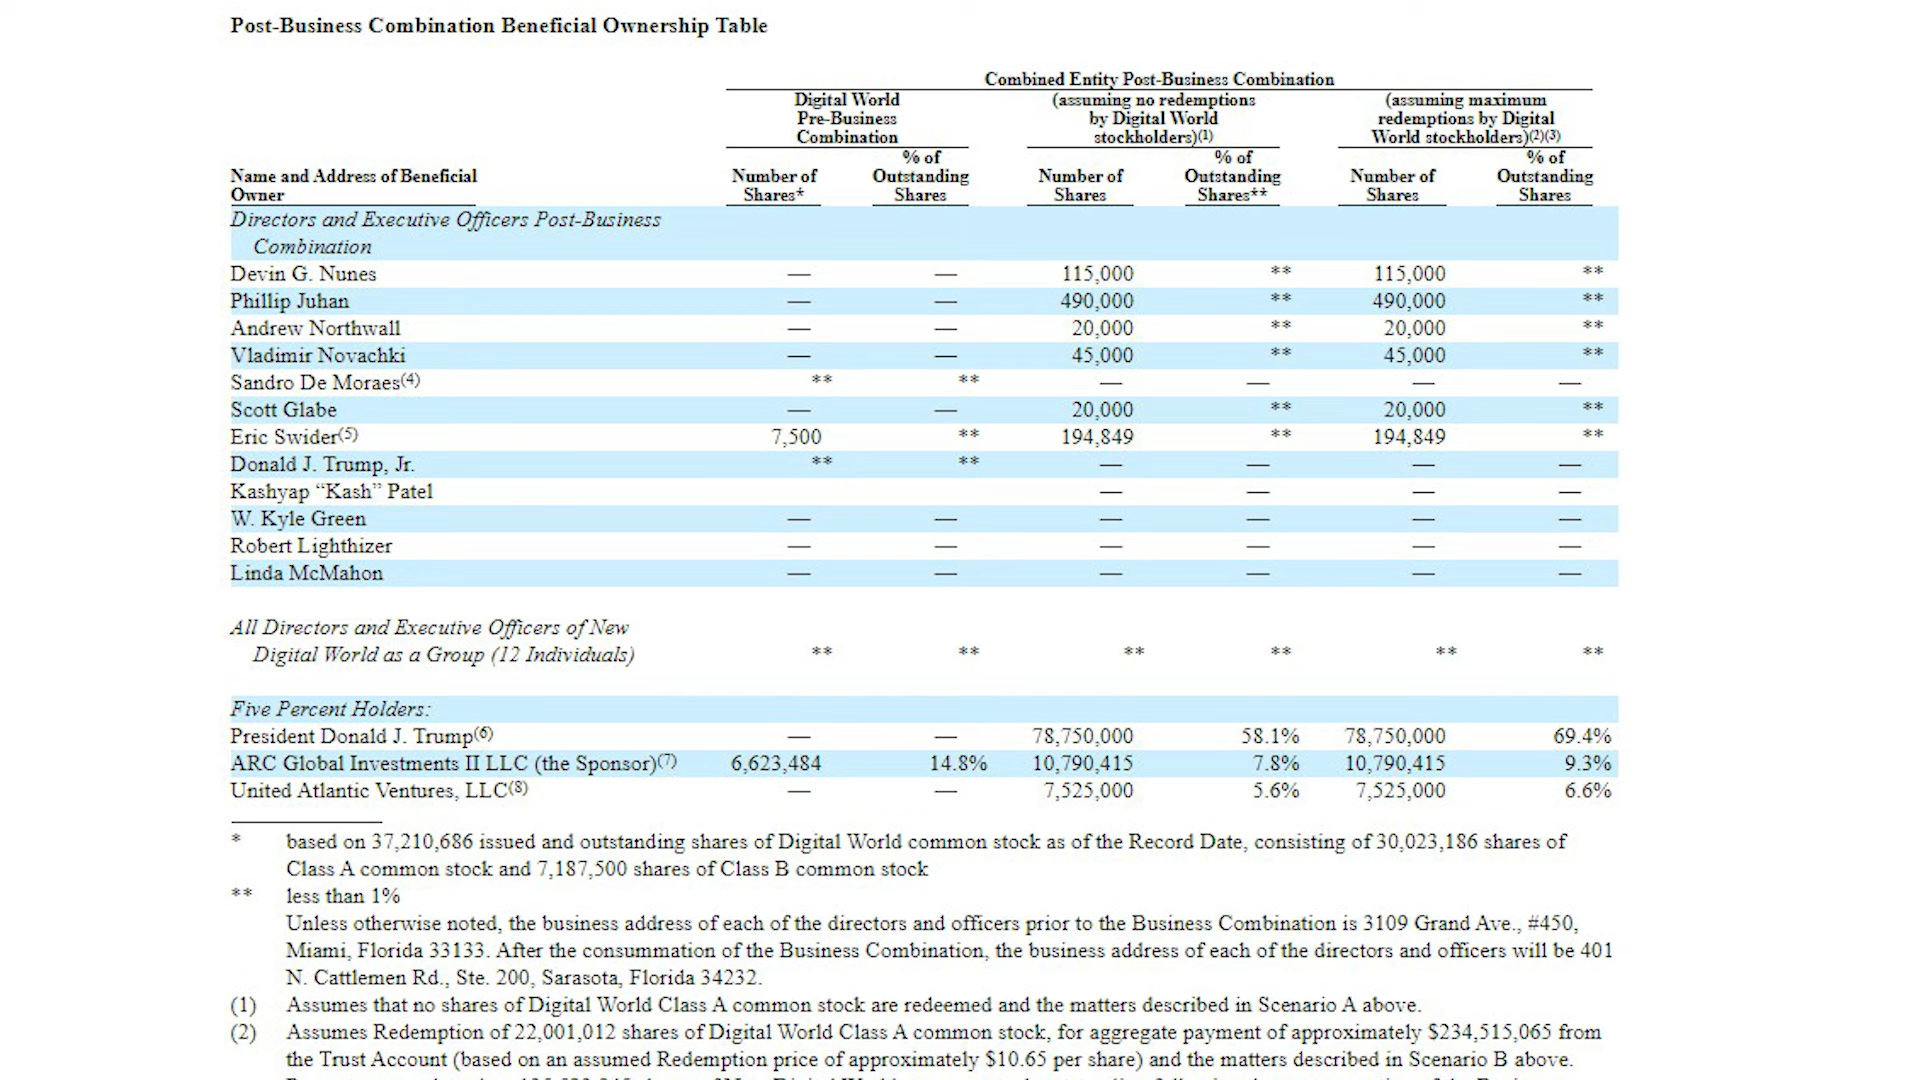 Post-Business Combination Beneficial Ownership Table
Combined Entity Post-Business Combination
Digital World Pre-Business Combination
(assuming no redemptions by Digital World stockholders)(1)
(assuming maximum redemptions by Digital World stockholders)(2)(3)
Name and Address of Beneficial Owner Number of Shares* % of Outstanding Shares Number of Shares % of Outstanding Shares** Number of Shares % of Outstanding Shares
Directors and Executive Officers Post-Business
Combination
Devin G. Nunes — — 115,000 ** 115,000 **
Phillip Juhan — — 490,000 ** 490,000 **
Andrew Northwall — — 20,000 ** 20,000 **
Vladimir Novachki — — 45,000 ** 45,000 **
Sandro De Moraes(4) ** ** — — — —
Scott Glabe — — 20,000 ** 20,000 **
Eric Swider(5) 7,500 ** 194,849 ** 194,849 **
Donald J. Trump, Jr. ** ** — — — —
Kashyap “Kash” Patel — — — —
W. Kyle Green — — — — — —
Robert Lighthizer — — — — — —
Linda McMahon — — — — — —
All Directors and Executive Officers of New
Digital World as a Group (12 Individuals) ** ** ** ** ** **
Five Percent Holders:
President Donald J. Trump(6) — — 78,750,000 58.1% 78,750,000 69.4%
ARC Global Investments II LLC (the Sponsor)(7) 6,623,484 14.8% 10,790,415 7.8% 10,790,415 9.3%
United Atlantic Ventures, LLC(8) — — 7,525,000 5.6% 7,525,000 6.6%
* based on 37,210,686 issued and outstanding shares of Digital World common stock as of the Record Date, consisting of 30,023,186 shares of
Class A common stock and 7,187,500 shares of Class B common stock
** less than 1%
Unless otherwise noted, the business address of each of the directors and officers prior to the Business Combination is 3109 Grand Ave., #450,
Miami, Florida 33133. After the consummation of the Business Combination, the business address of each of the directors and officers will be 401
N. Cattlemen Rd., Ste. 200, Sarasota, Florida 34232.
(1) Assumes that no shares of Digital World Class A common stock are redeemed and the matters described in Scenario A above.
(2) Assumes Redemption of 22,001,012 shares of Digital World Class A common stock, for aggregate payment of approximately $234,515,065 from
the Trust Account (based on an assumed Redemption price of approximately $10.65 per share) and the matters described in Scenario B above.